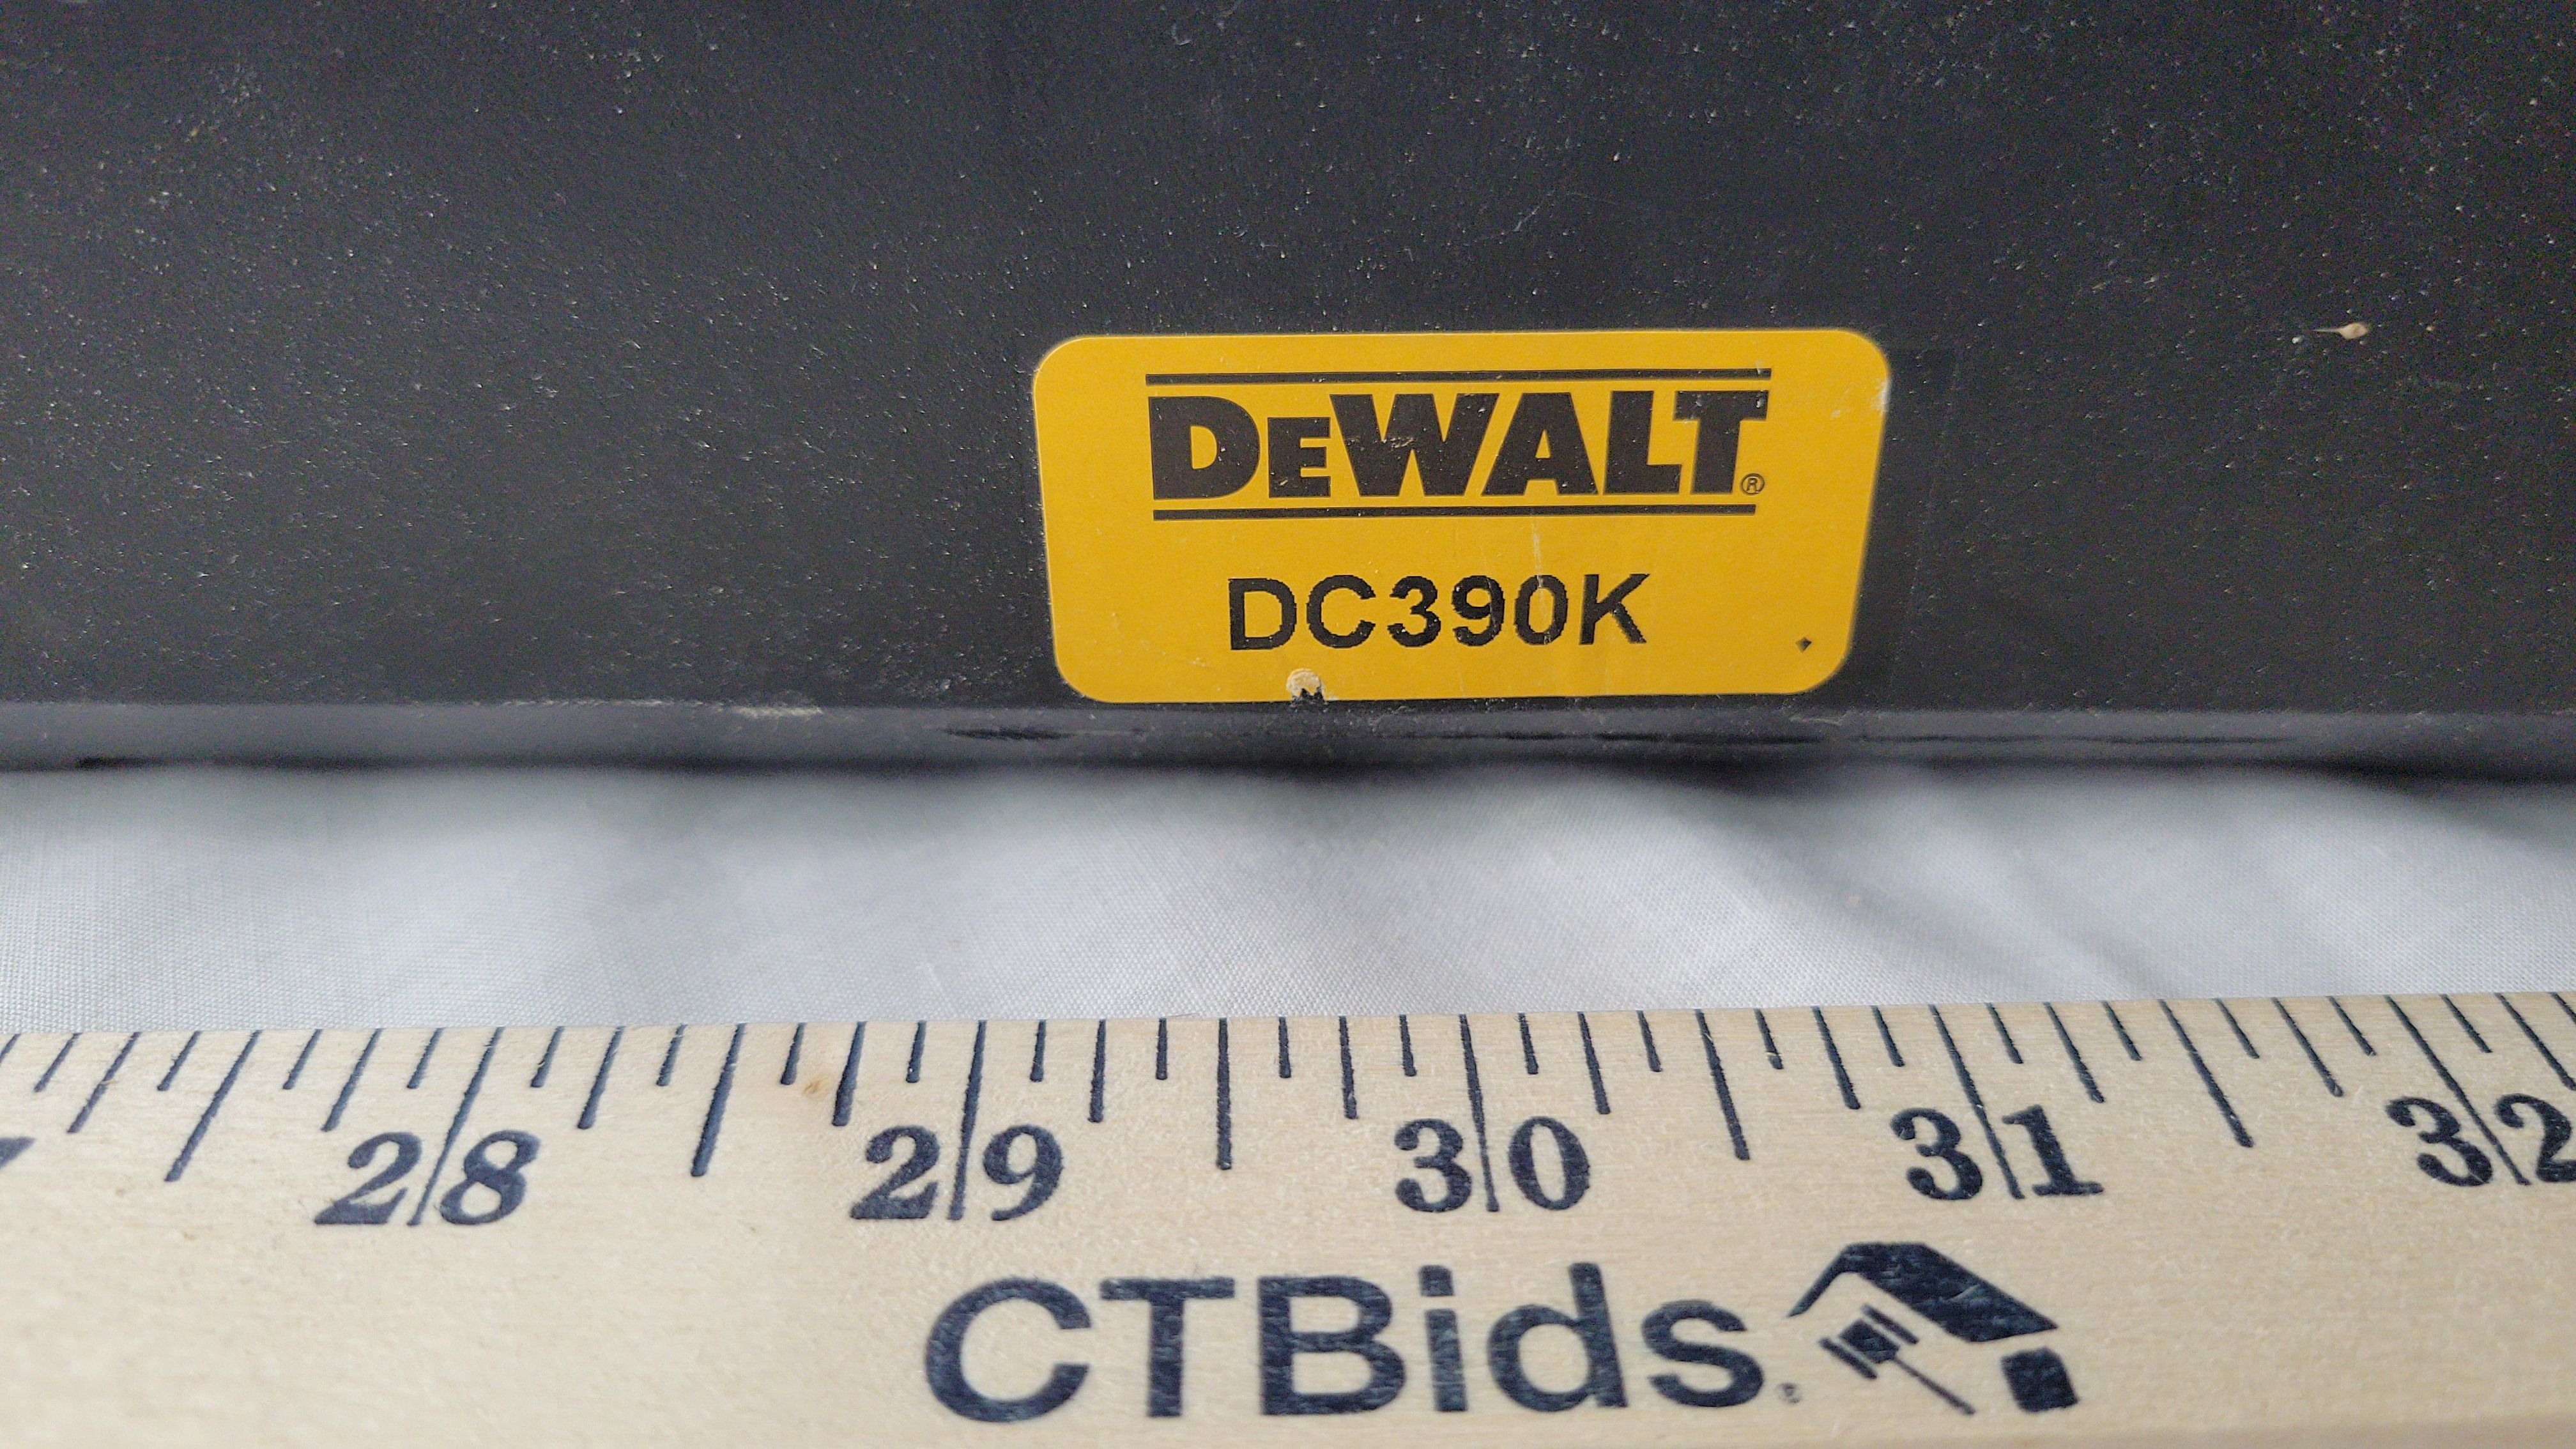 DEWALT®
DC390K
28 29 30 31 32
CTBids.